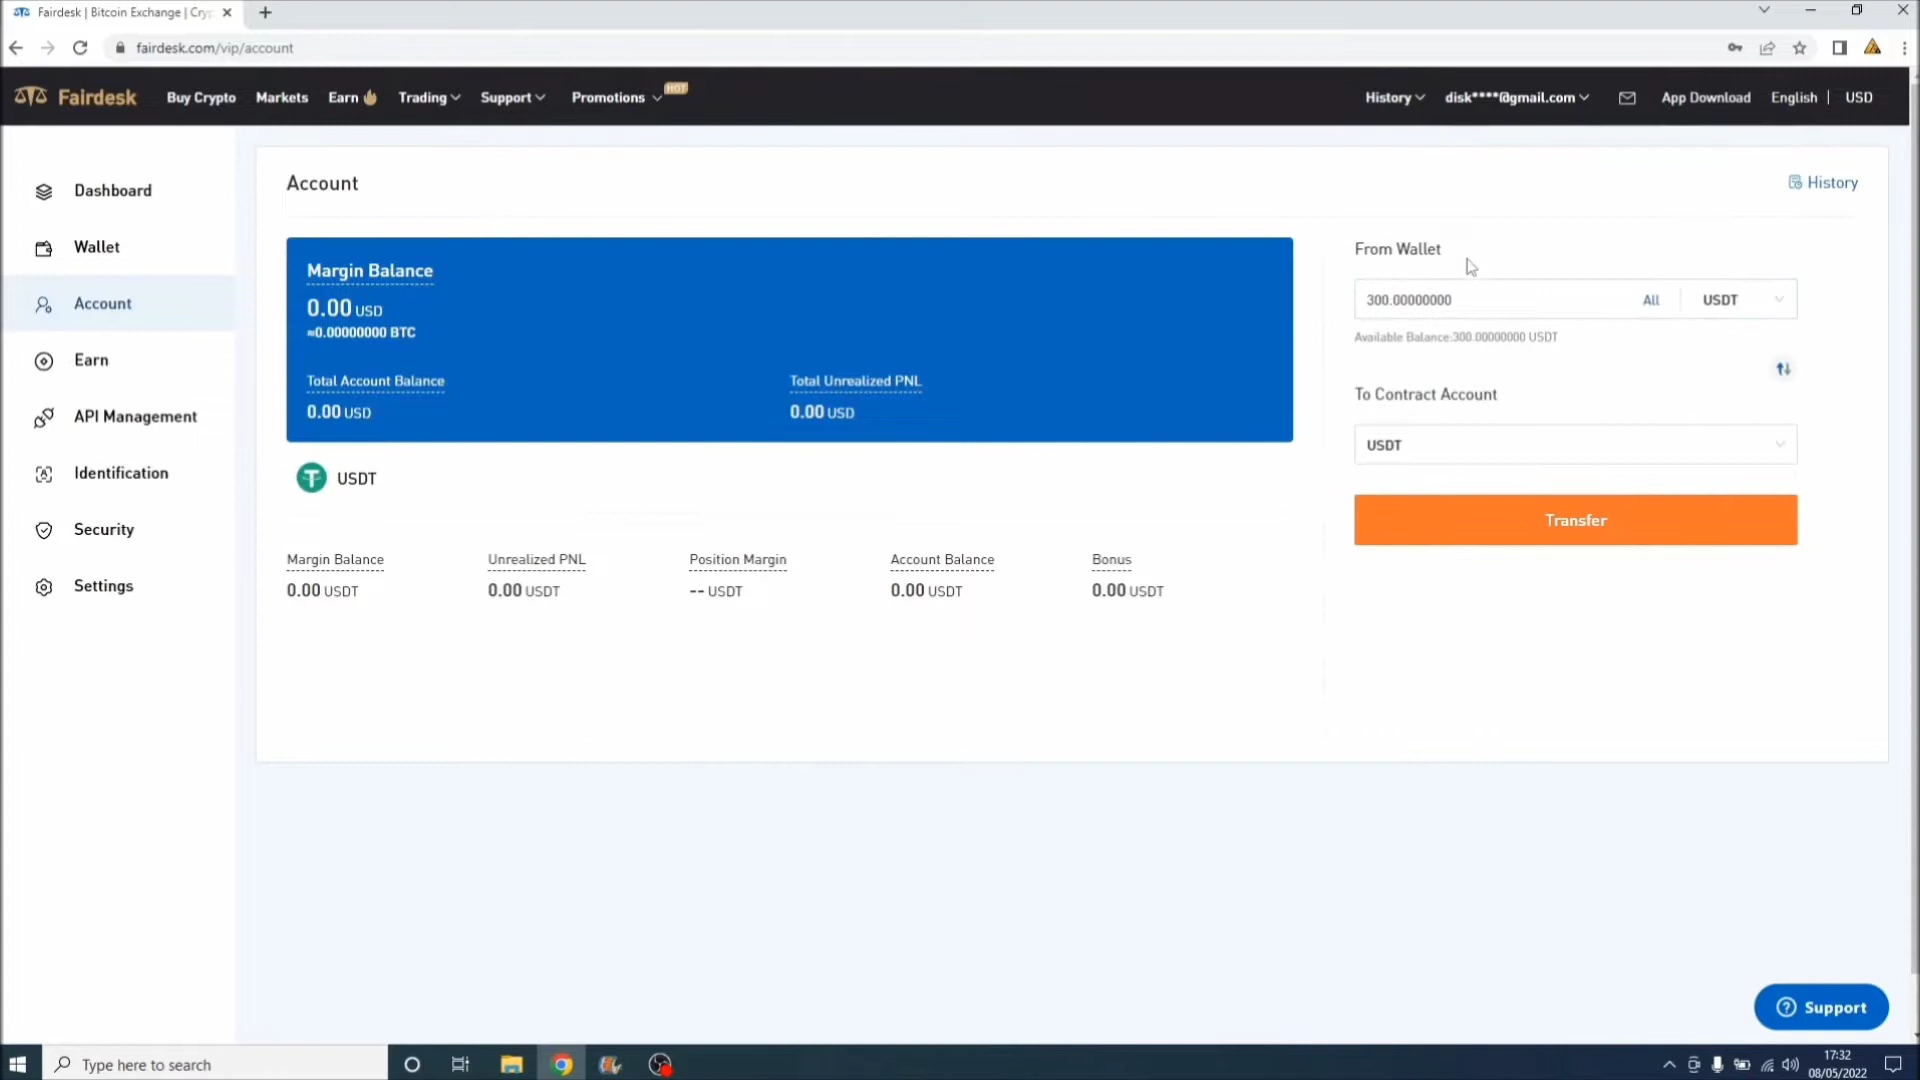 Fairdesk | Bitcoin Exchange | Cry
fairdesk.com/vip/account
Fairdesk
Buy Crypto
Markets
Earn
Trading
Support
Promotions
HOT
History
disk****@gmail.com
App Download
English
USD
Dashboard
Wallet
Account
Earn
API Management
Identification
Security
Settings
Account
History
Margin Balance
0.00 USD
≈0.00000000 BTC
Total Account Balance
Total Unrealized PNL
0.00 USD
0.00 USD
USDT
Margin Balance
Unrealized PNL
Position Margin
Account Balance
Bonus
0.00 USDT
0.00 USDT
-- USDT
0.00 USDT
0.00 USDT
From Wallet
300.00000000
All
USDT
Available Balance:300.00000000 USDT
To Contract Account
USDT
Transfer
Support
Type here to search
17:32
08/05/2022